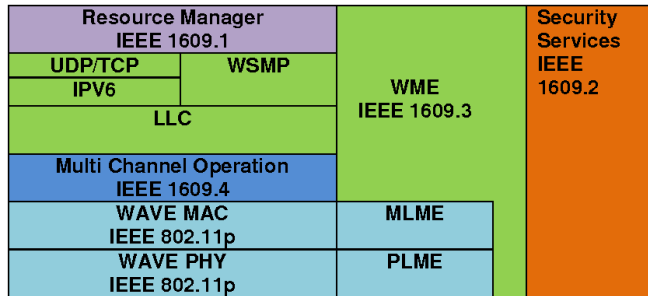 Resource Manager
IEEE 1609.1
UDP/TCP
IPV6
WSMP
LLC
Multi Channel Operation
IEEE 1609.4
WAVE MAC
IEEE 802.11p
WAVE PHY
IEEE 802.11p
WME
IEEE 1609.3
MLME
PLME
Security
Services
IEEE
1609.2